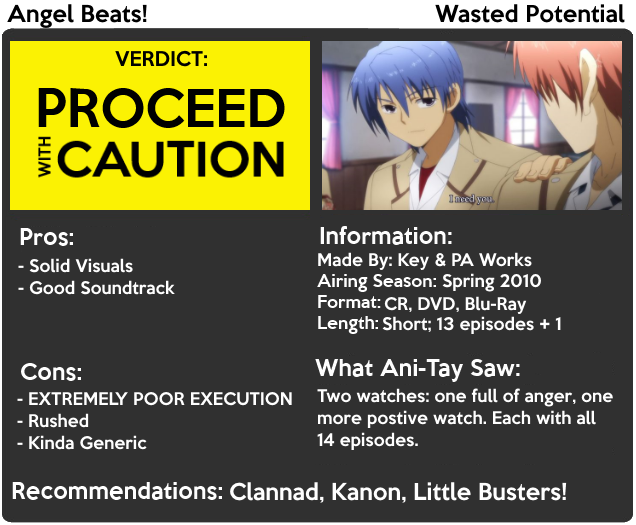 Angel Beats!
Wasted Potential
VERDICT:
PROCEED
WITH CAUTION
I need you.
Pros:
- Solid Visuals
- Good Soundtrack
Information:
Made By: Key & PA Works
Airing Season: Spring 2010
Format: CR, DVD, Blu-Ray
Length: Short; 13 episodes + 1
Cons:
- EXTREMELY POOR EXECUTION
- Rushed
- Kinda Generic
What Ani-Tay Saw:
Two watches: one full of anger, one
more postive watch. Each with all
14 episodes.
Recommendations: Clannad, Kanon, Little Busters!